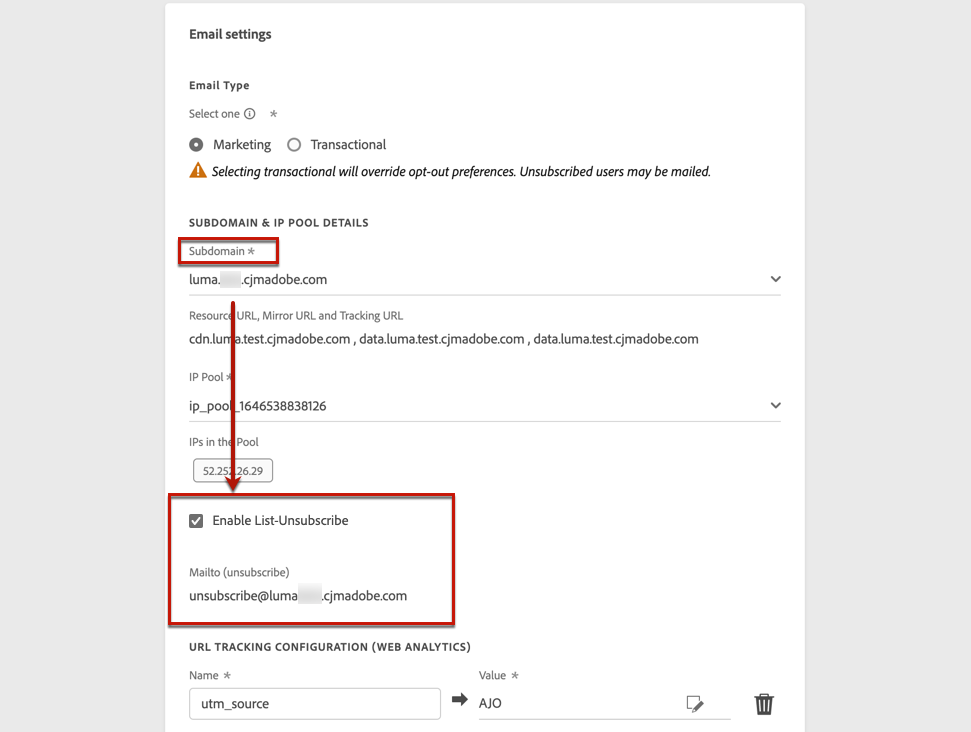 Email settings
Email Type
Select one *
Marketing Transactional
Selecting transactional will override opt-out preferences. Unsubscribed users may be mailed.
SUBDOMAIN & IP POOL DETAILS
Subdomain *
luma. .cjmadobe.com
Resource URL, Mirror URL and Tracking URL
cdn.luma.test.cjmadobe.com , data.luma.test.cjmadobe.com , data.luma.test.cjmadobe.com
IP Pool *
ip_pool_1646538838126
IPs in the Pool
52.252.26.29
Enable List-Unsubscribe
Mailto (unsubscribe)
unsubscribe@luma .cjmadobe.com
URL TRACKING CONFIGURATION (WEB ANALYTICS)
Name * Value *
utm_source AJO